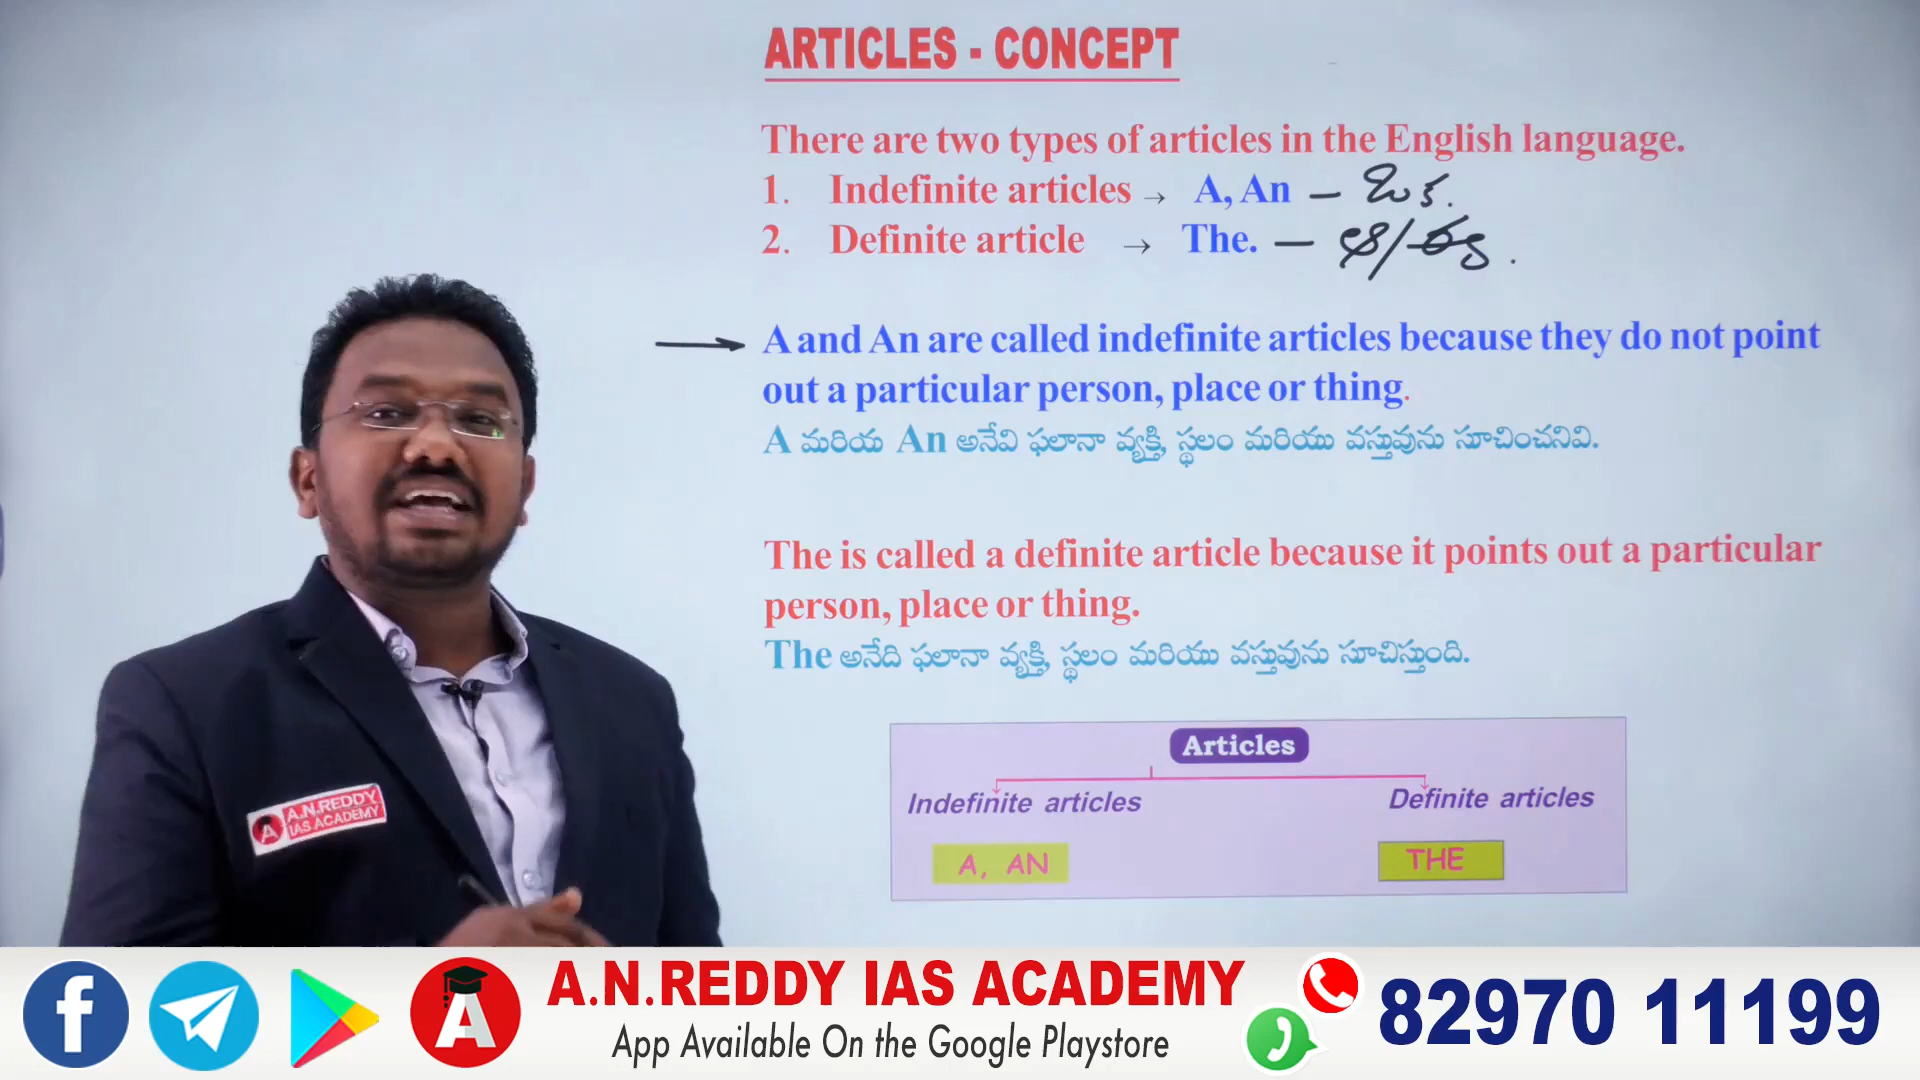 ARTICLES - CONCEPT
There are two types of articles in the English language.
1. Indefinite articles → A, An – ఒక.
2. Definite article → The. – ఆ/ఈ.
A and An are called indefinite articles because they do not point
out a particular person, place or thing.
A మరియ An అనేవి ఫలానా వ్యక్తి, స్థలం మరియు వస్తువును సూచించనివి.
The is called a definite article because it points out a particular
person, place or thing.
The అనేది ఫలానా వ్యక్తి, స్థలం మరియు వస్తువును సూచిస్తుంది.
Articles
Indefinite articles Definite articles
A, AN THE
A.N.REDDY
IAS ACADEMY
A.N.REDDY IAS ACADEMY
App Available On the Google Playstore
82970 11199